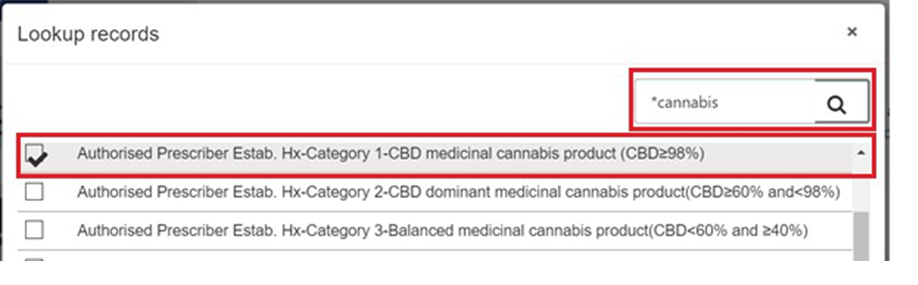 Lookup records
×
*cannabis
Authorised Prescriber Estab. Hx-Category 1-CBD medicinal cannabis product (CBD≥98%)
Authorised Prescriber Estab. Hx-Category 2-CBD dominant medicinal cannabis product(CBD≥60% and<98%)
Authorised Prescriber Estab. Hx-Category 3-Balanced medicinal cannabis product(CBD<60% and ≥40%)